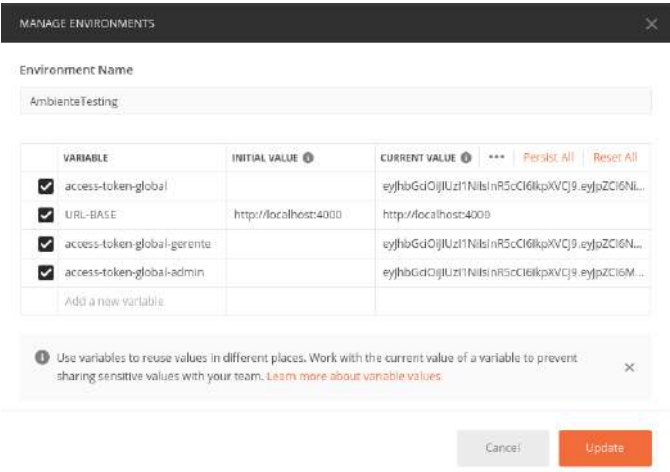 MANAGE ENVIRONMENTS
Environment Name
AmbienteTesting
VARIABLE INITIAL VALUE CURRENT VALUE ••• Persist All Reset All
access-token-global eyJhbGciOiJIUzI1NiIsInR5cCI6IkpXVCJ9.eyJpZCI6Ni...
URL-BASE http://localhost:4000 http://localhost:4000
access-token-global-gerente eyJhbGciOiJIUzI1NiIsInR5cCI6IkpXVCJ9.eyJpZCI6N...
access-token-global-admin eyJhbGciOiJIUzI1NiIsInR5cCI6IkpXVCJ9.eyJpZCI6M...
Add a new variable
Use variables to reuse values in different places. Work with the current value of a variable to prevent
sharing sensitive values with your team. Learn more about variable values
Cancel Update